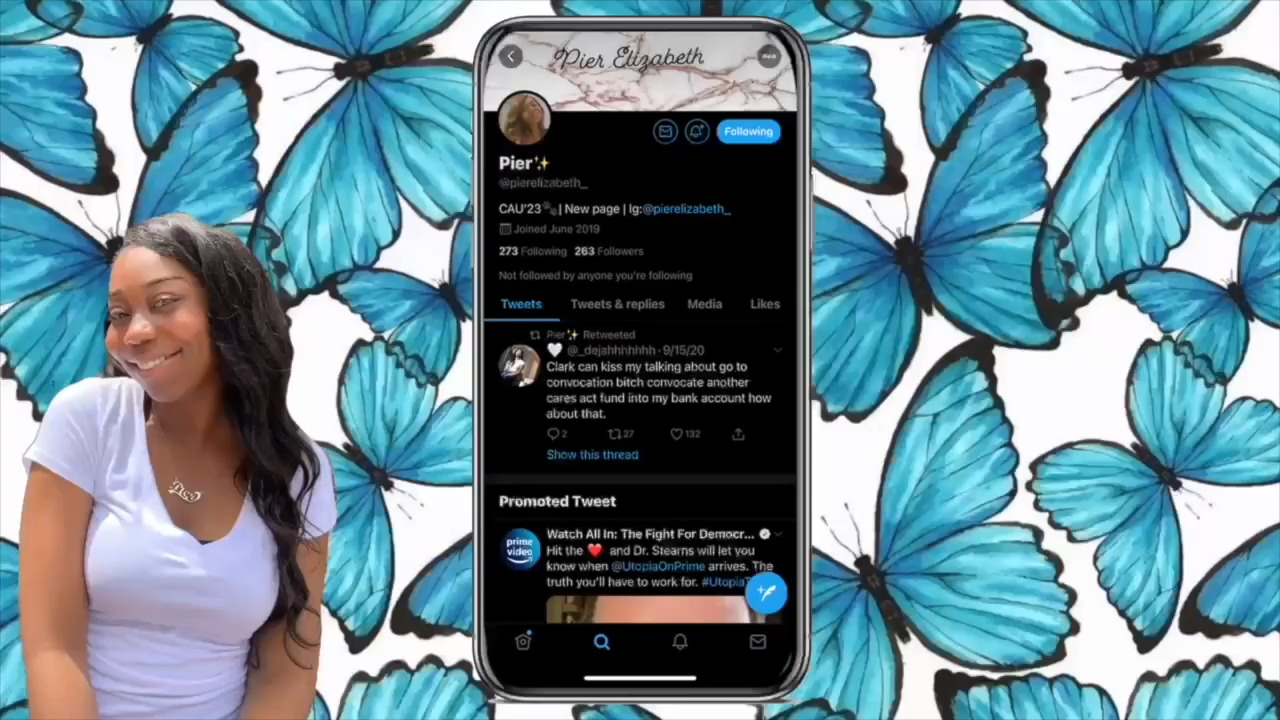 Pier Elizabeth
Following
Pier✨
@pierelizabeth_
CAU'23🐾| New page | Ig:@pierelizabeth_
Joined June 2019
273 Following 263 Followers
Not followed by anyone you're following
Tweets Tweets & replies Media Likes
Pier✨ Retweeted
🤍 @_dejahhhhhhh · 9/15/20
Clark can kiss my talking about go to
convocation bitch convocate another
cares act fund into my bank account how
about that.
2 27 132
Show this thread
Promoted Tweet
prime
video
Watch All In: The Fight For Democr...
Hit the ❤️ and Dr. Stearns will let you
know when @UtopiaOnPrime arrives. The
truth you'll have to work for.